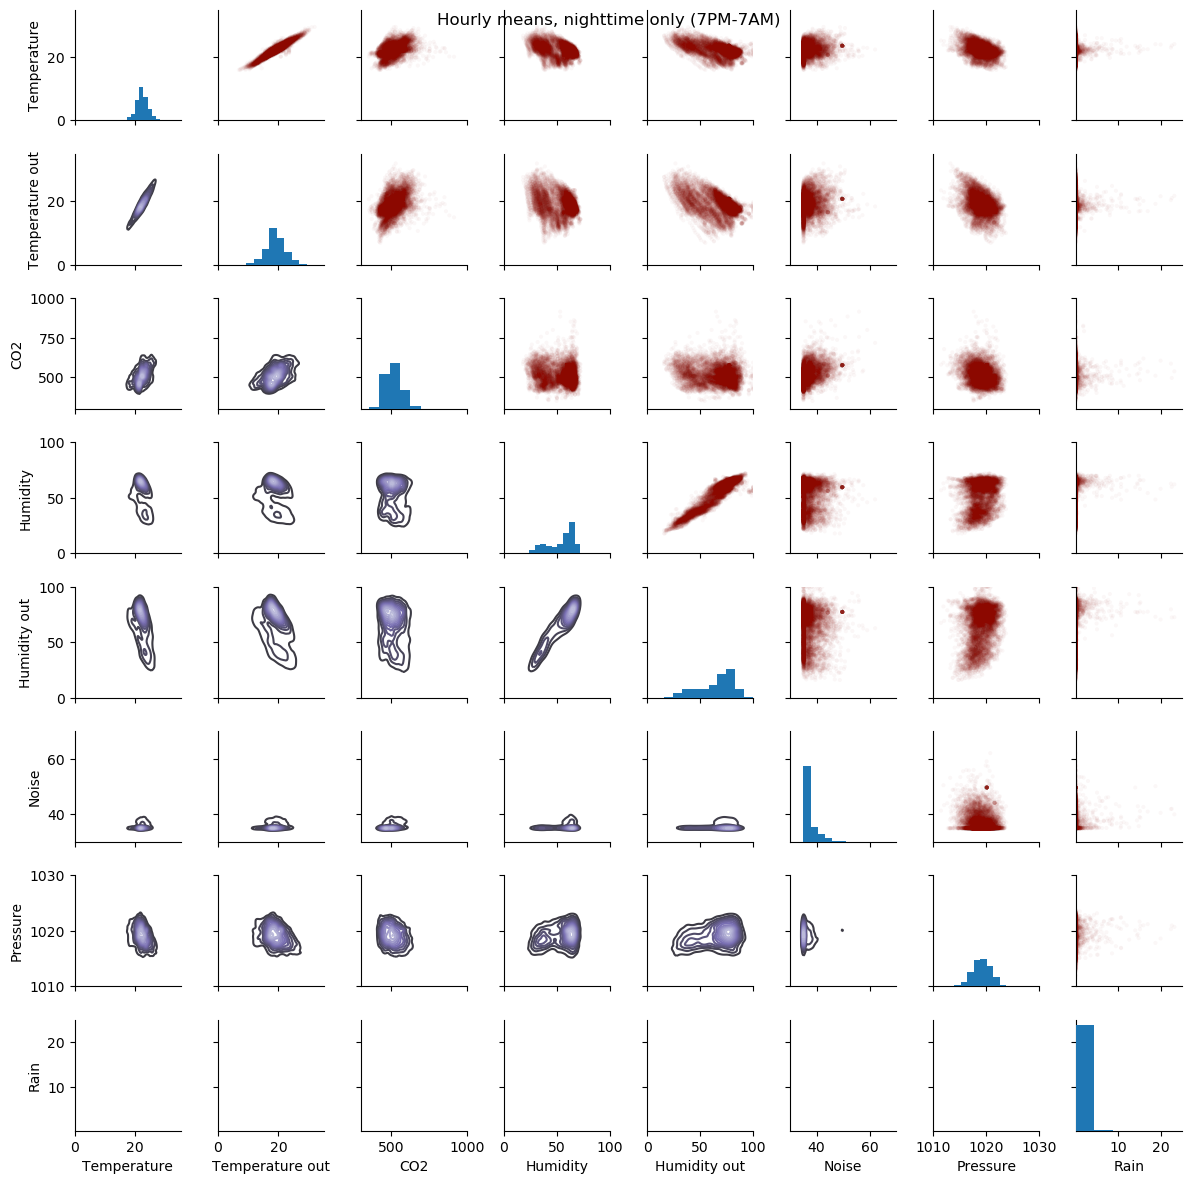 Hourly means, nighttime only (7PM-7AM)
Temperature
20
0
Temperature out
20
0
CO2
1000
750
500
Humidity
100
50
0
Humidity out
100
50
0
Noise
60
40
Pressure
1030
1020
1010
Rain
20
10
0 20
500 1000
0 50 100
0 50 100
40 60
1010 1020 1030
10 20
0 20
Temperature Temperature out CO2 Humidity Humidity out Noise Pressure Rain